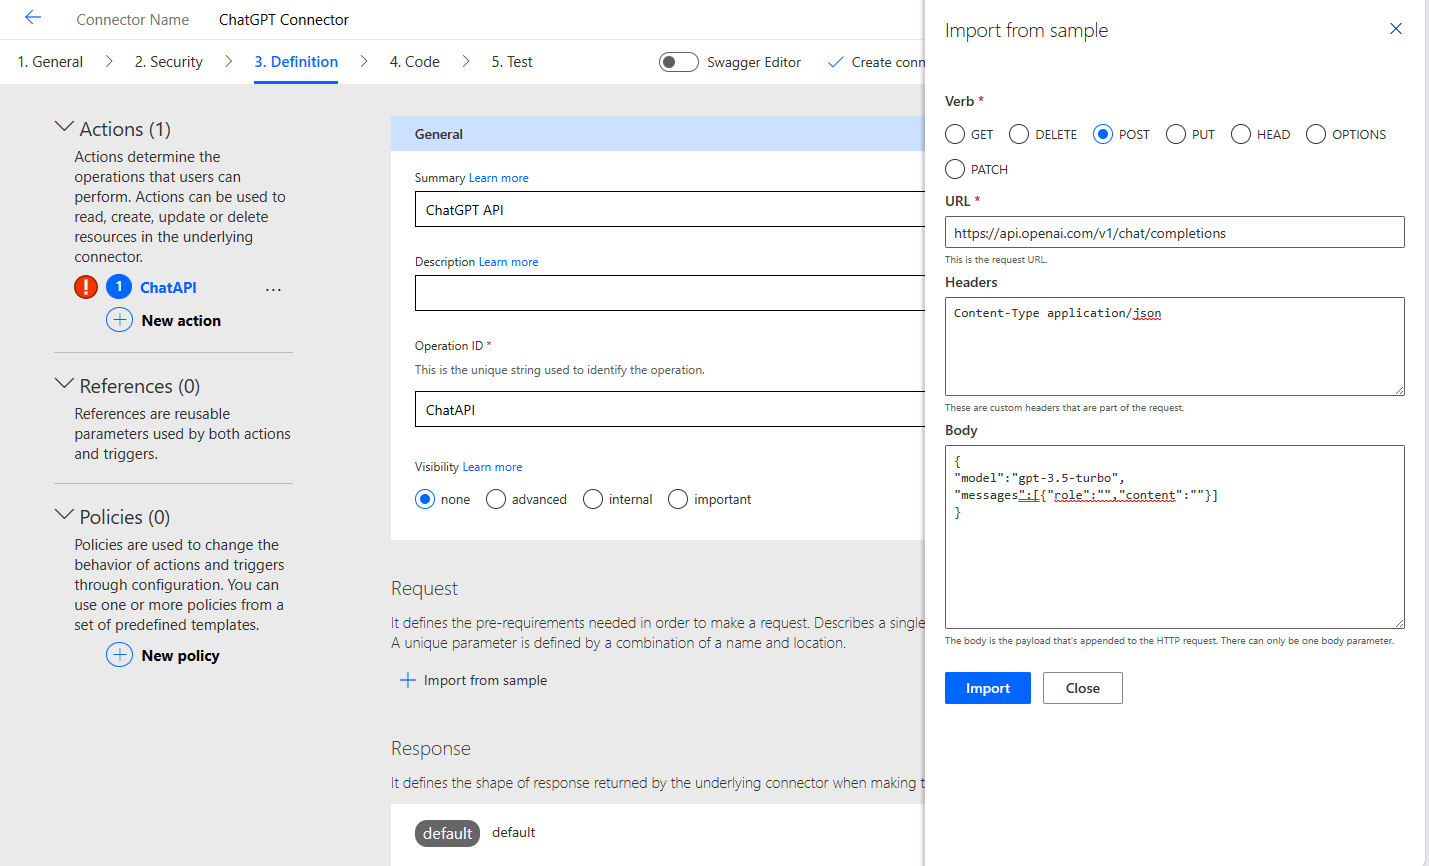 Connector Name ChatGPT Connector
1. General 2. Security 3. Definition 4. Code 5. Test Swagger Editor Create conn
Actions (1)
Actions determine the
operations that users can
perform. Actions can be used to
read, create, update or delete
resources in the underlying
connector.
! 1 ChatAPI ...
New action
References (0)
References are reusable
parameters used by both actions
and triggers.
Policies (0)
Policies are used to change the
behavior of actions and triggers
through configuration. You can
use one or more policies from a
set of predefined templates.
New policy
General
Summary Learn more
ChatGPT API
Description Learn more
Operation ID *
This is the unique string used to identify the operation.
ChatAPI
Visibility Learn more
none advanced internal important
Request
It defines the pre-requirements needed in order to make a request. Describes a single
A unique parameter is defined by a combination of a name and location.
Import from sample
Response
It defines the shape of response returned by the underlying connector when making t
default default
Import from sample
Verb *
GET DELETE POST PUT HEAD OPTIONS
PATCH
URL *
https://api.openai.com/v1/chat/completions
This is the request URL.
Headers
Content-Type application/json
These are custom headers that are part of the request.
Body
{
"model":"gpt-3.5-turbo",
"messages":[{"role":"","content":""}]
}
The body is the payload that's appended to the HTTP request. There can only be one body parameter.
Import Close